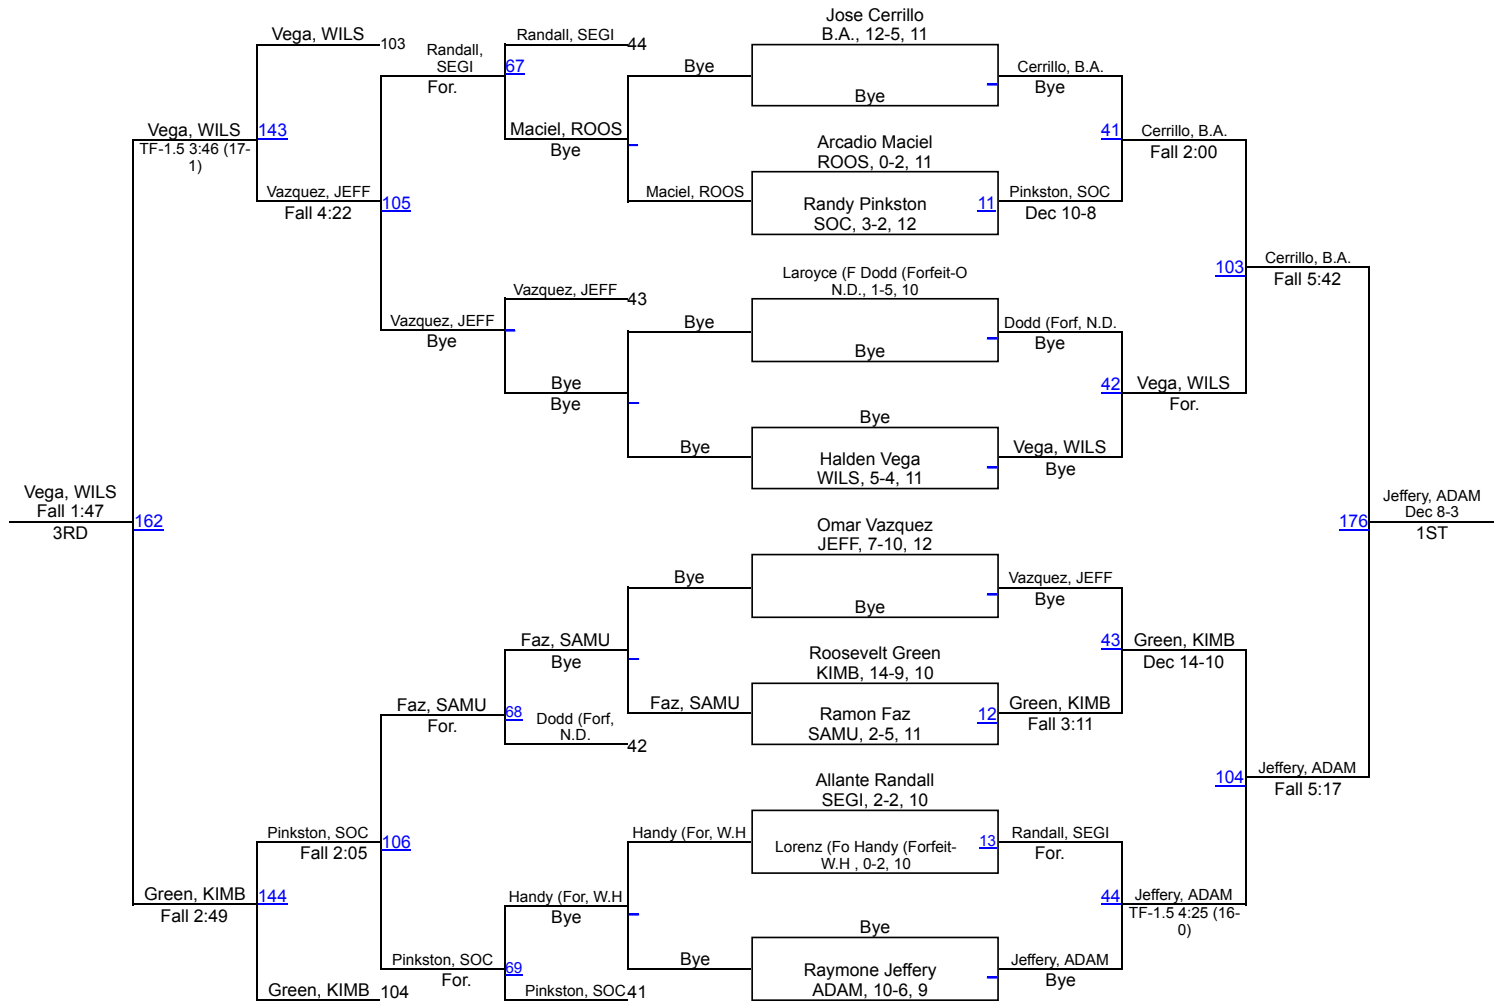 Jose Cerrillo
B.A., 12-5, 11
Vega, WILS
103
Randall,
SEGI
For.
Randall, SEGI
44
67
Bye
Bye
Cerrillo, B.A.
Bye
Vega, WILS
TF-1.5 3:46 (17-
1)
143
Maciel, ROOS
Bye
Arcadio Maciel
ROOS, 0-2, 11
41
Cerrillo, B.A.
Fall 2:00
Vazquez, JEFF
Fall 4:22
105
Maciel, ROOS
Randy Pinkston
SOC, 3-2, 12
11
Pinkston, SOC
Dec 10-8
Laroyce (F Dodd (Forfeit-O
N.D., 1-5, 10
103
Cerrillo, B.A.
Fall 5:42
Vazquez, JEFF
43
Vazquez, JEFF
Bye
Bye
Bye
Dodd (Forf, N.D.
Bye
Bye
Bye
42
Vega, WILS
For.
Bye
Bye
Halden Vega
WILS, 5-4, 11
Vega, WILS
Bye
Vega, WILS
Fall 1:47
3RD
162
Omar Vazquez
JEFF, 7-10, 12
176
Jeffery, ADAM
Dec 8-3
1ST
Bye
Bye
Vazquez, JEFF
Bye
Faz, SAMU
Bye
Roosevelt Green
KIMB, 14-9, 10
43
Green, KIMB
Dec 14-10
Faz, SAMU
For.
68
Dodd (Forf,
N.D.
42
Faz, SAMU
Ramon Faz
SAMU, 2-5, 11
12
Green, KIMB
Fall 3:11
Allante Randall
SEGI, 2-2, 10
104
Jeffery, ADAM
Fall 5:17
Pinkston, SOC
Fall 2:05
106
Handy (For, W.H
Lorenz (Fo Handy (Forfeit-
W.H , 0-2, 10
13
Randall, SEGI
For.
Green, KIMB
Fall 2:49
144
Handy (For, W.H
Bye
44
Jeffery, ADAM
TF-1.5 4:25 (16-
0)
Bye
Pinkston, SOC
For.
69
Bye
Raymone Jeffery
ADAM, 10-6, 9
Jeffery, ADAM
Bye
Green, KIMB
104
Pinkston, SOC
41